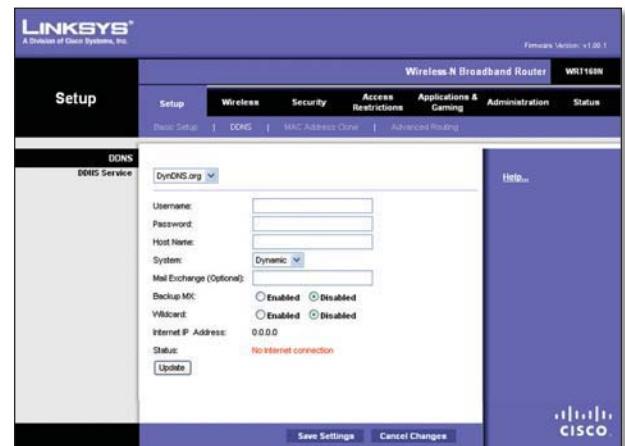 LINKSYS®
A Division of Cisco Systems, Inc.
Firmware Version: v1.00.1
Wireless-N Broadband Router WRT160N
Setup
Setup Wireless Security Access Restrictions Applications & Gaming Administration Status
Basic Setup | DDNS | MAC Address Clone | Advanced Routing
DDNS
DDNS Service
DynDNS.org
Help...
Username:
Password:
Host Name:
System: Dynamic
Mail Exchange (Optional):
Backup MX: Enabled Disabled
Wildcard: Enabled Disabled
Internet IP Address: 0.0.0.0
Status: No Internet connection
Update
Save Settings Cancel Changes
CISCO